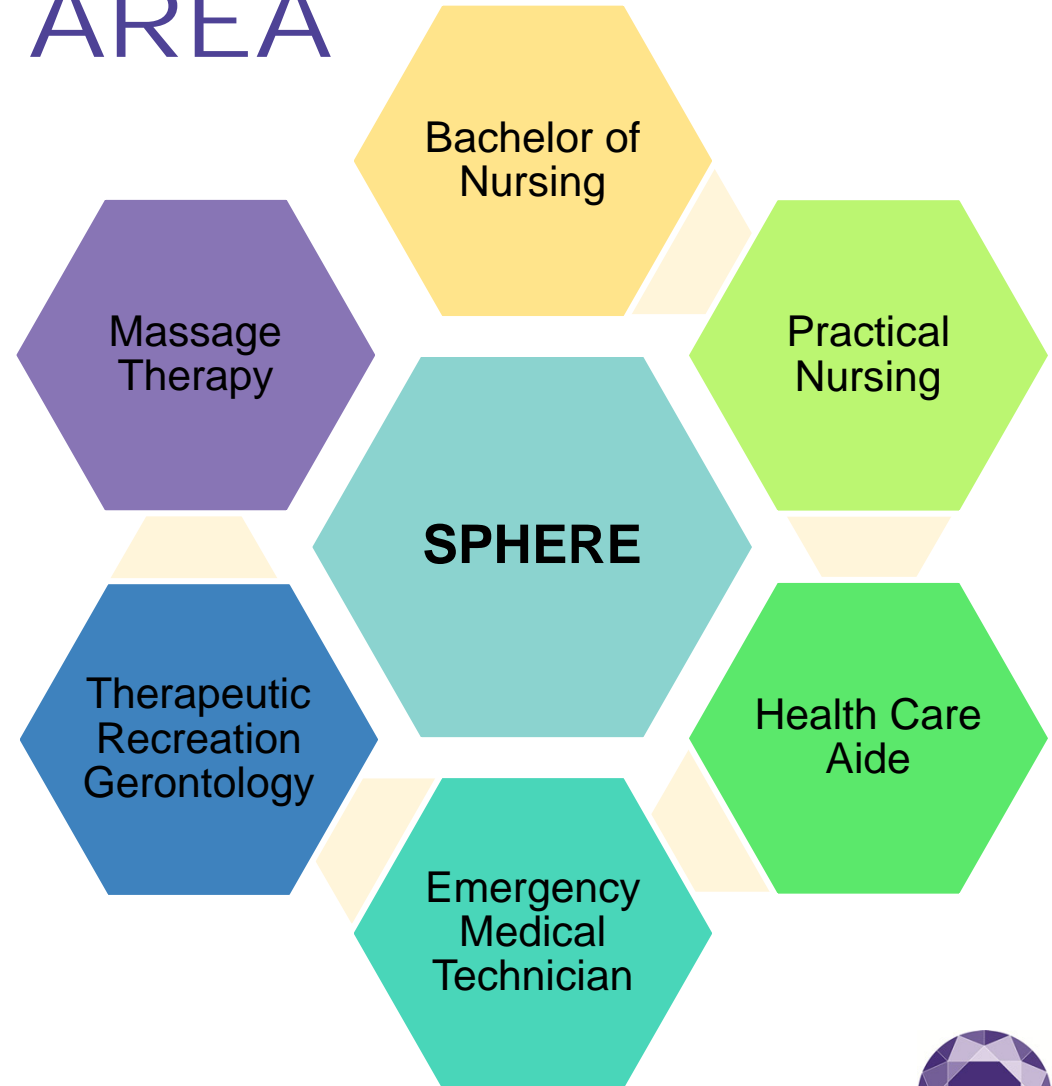 AREA
Bachelor of
Nursing
Massage
Therapy
Practical
Nursing
SPHERE
Therapeutic
Recreation
Gerontology
Health Care
Aide
Emergency
Medical
Technician